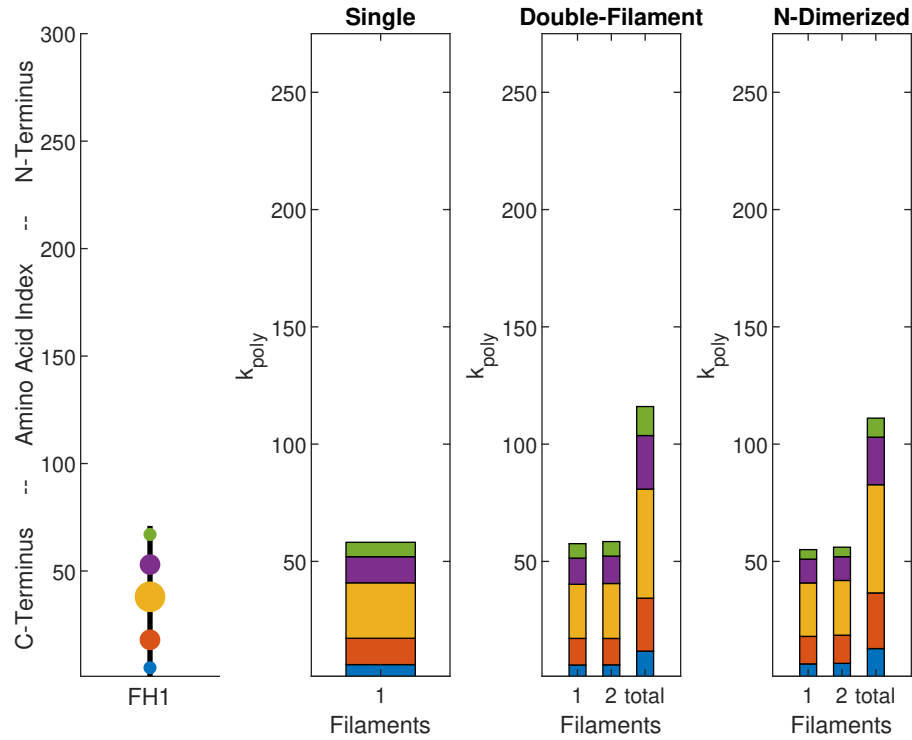 Single
Double-Filament
N-Dimerized
C-Terminus -- Amino Acid Index -- N-Terminus
300
250
200
150
100
50
FH1
k_poly
250
200
150
100
50
1
Filaments
k_poly
250
200
150
100
50
1 2 total
Filaments
k_poly
250
200
150
100
50
1 2 total
Filaments